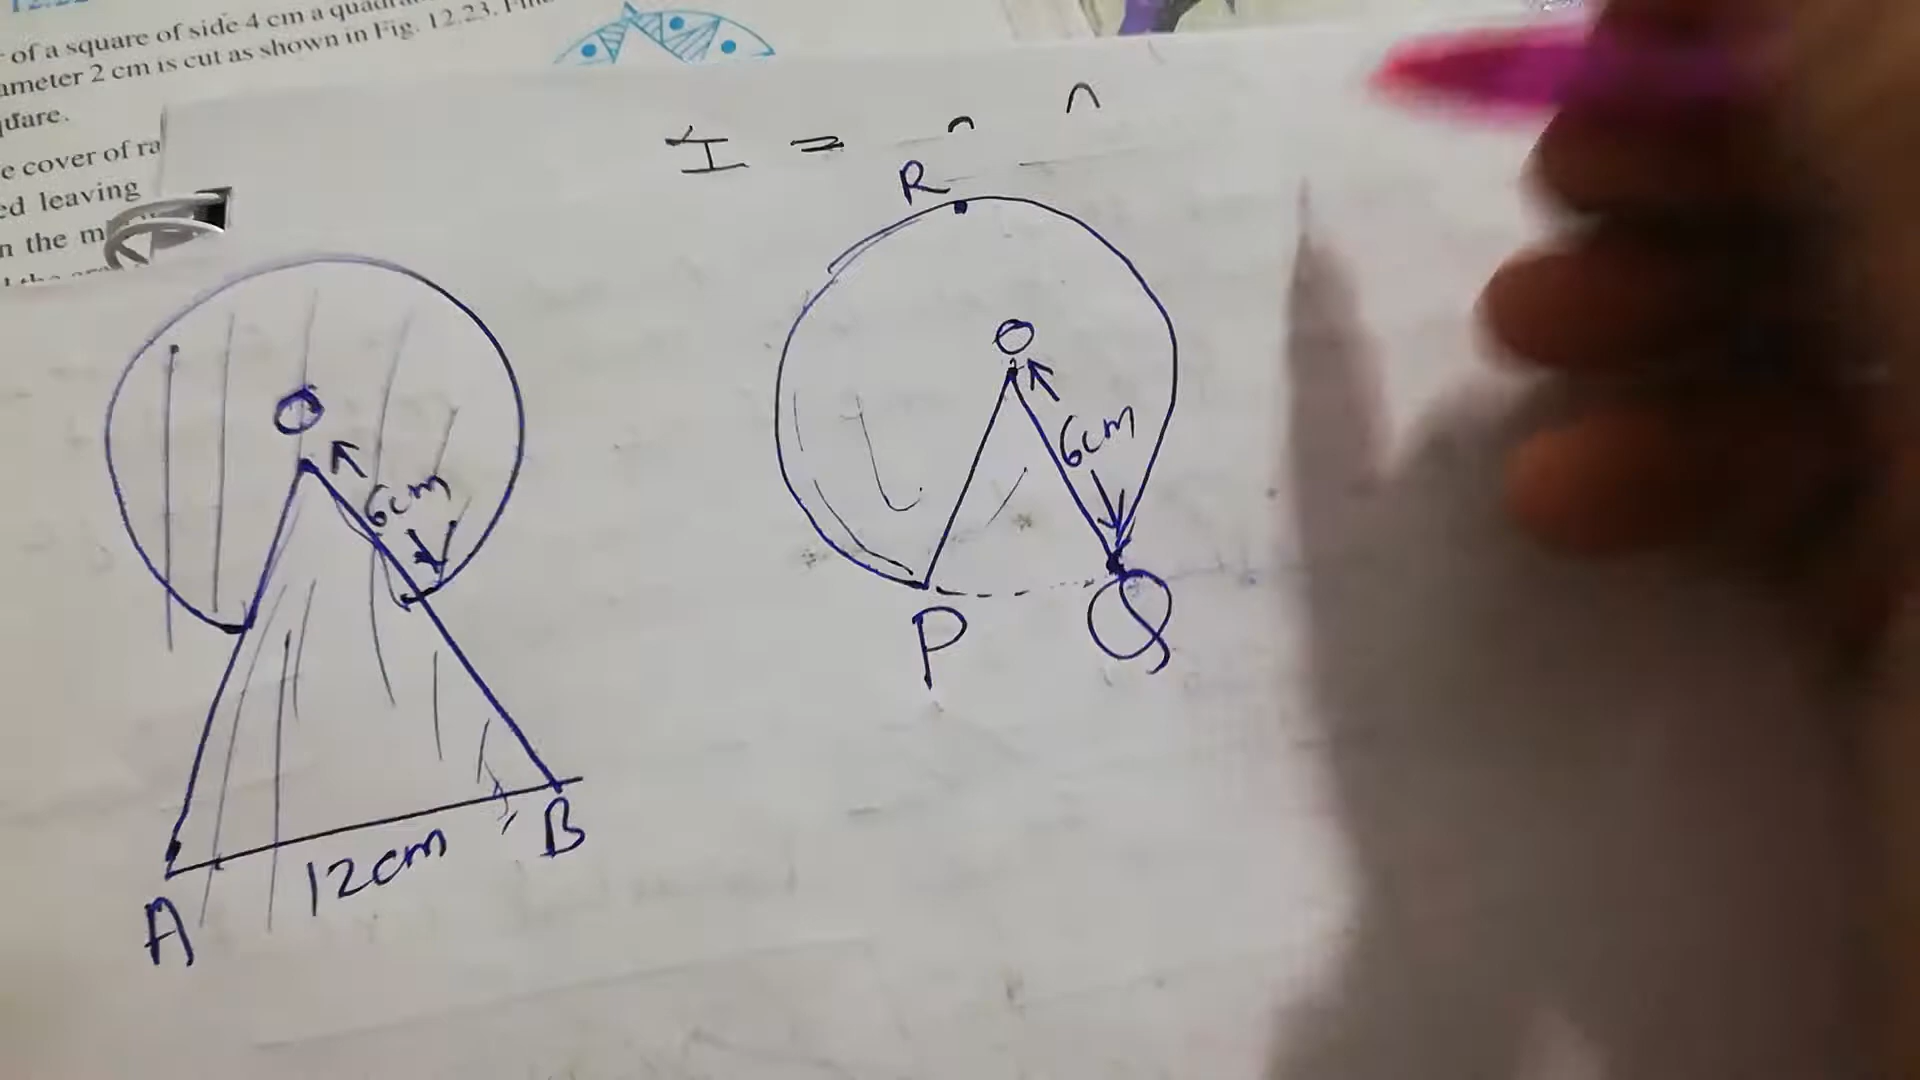 of a square of side 4 cm a
ameter 2 cm is cut as shown in Fig. 12.23.
uare.
e cover of ra
ed leaving
n the m
I =
R
O
6cm
P
Q
O
6cm
12cm
A
B